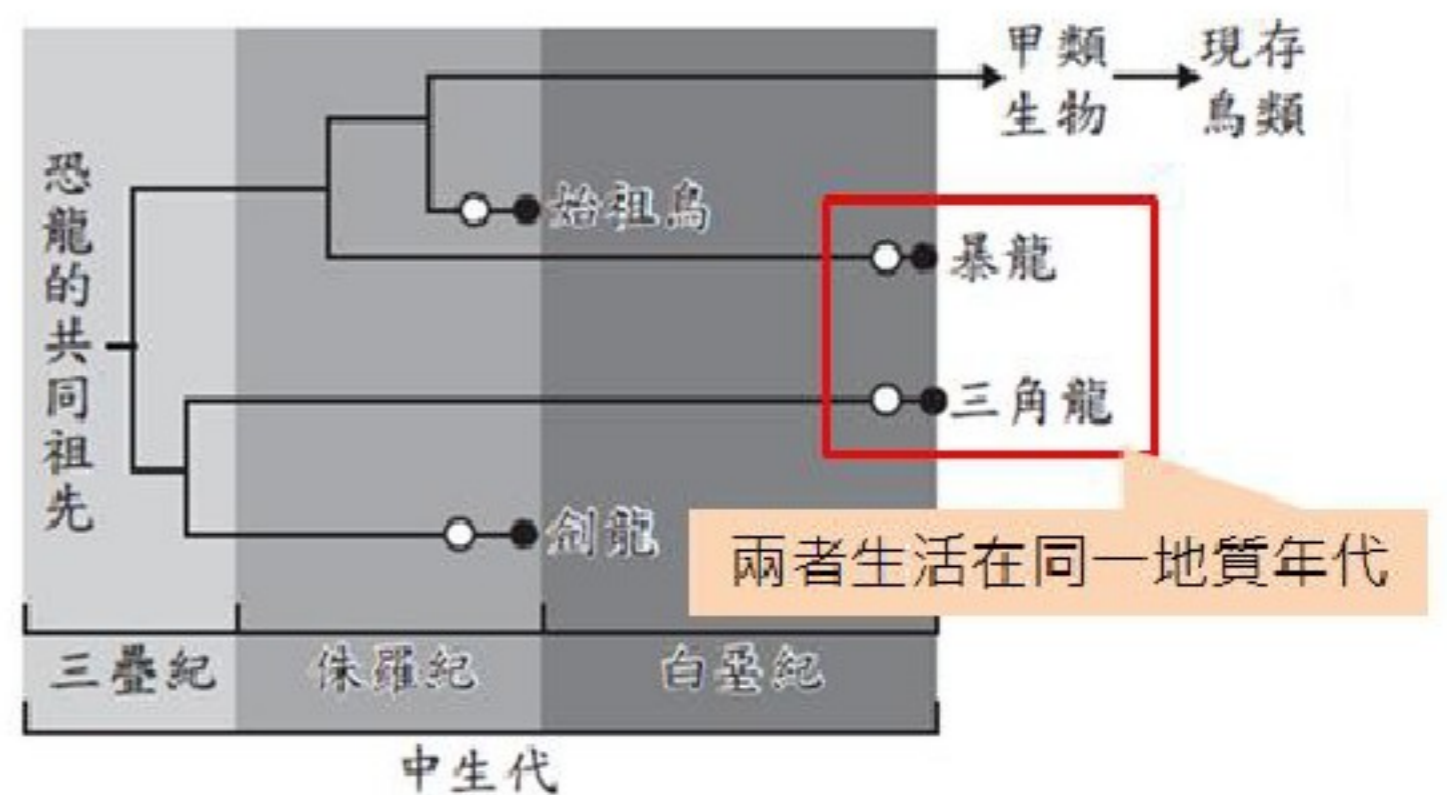 恐龍的共同祖先
甲類
生物
現存
鳥類
始祖鳥
暴龍
三角龍
劍龍
兩者生活在同一地質年代
三疊紀
侏羅紀
白堊紀
中生代